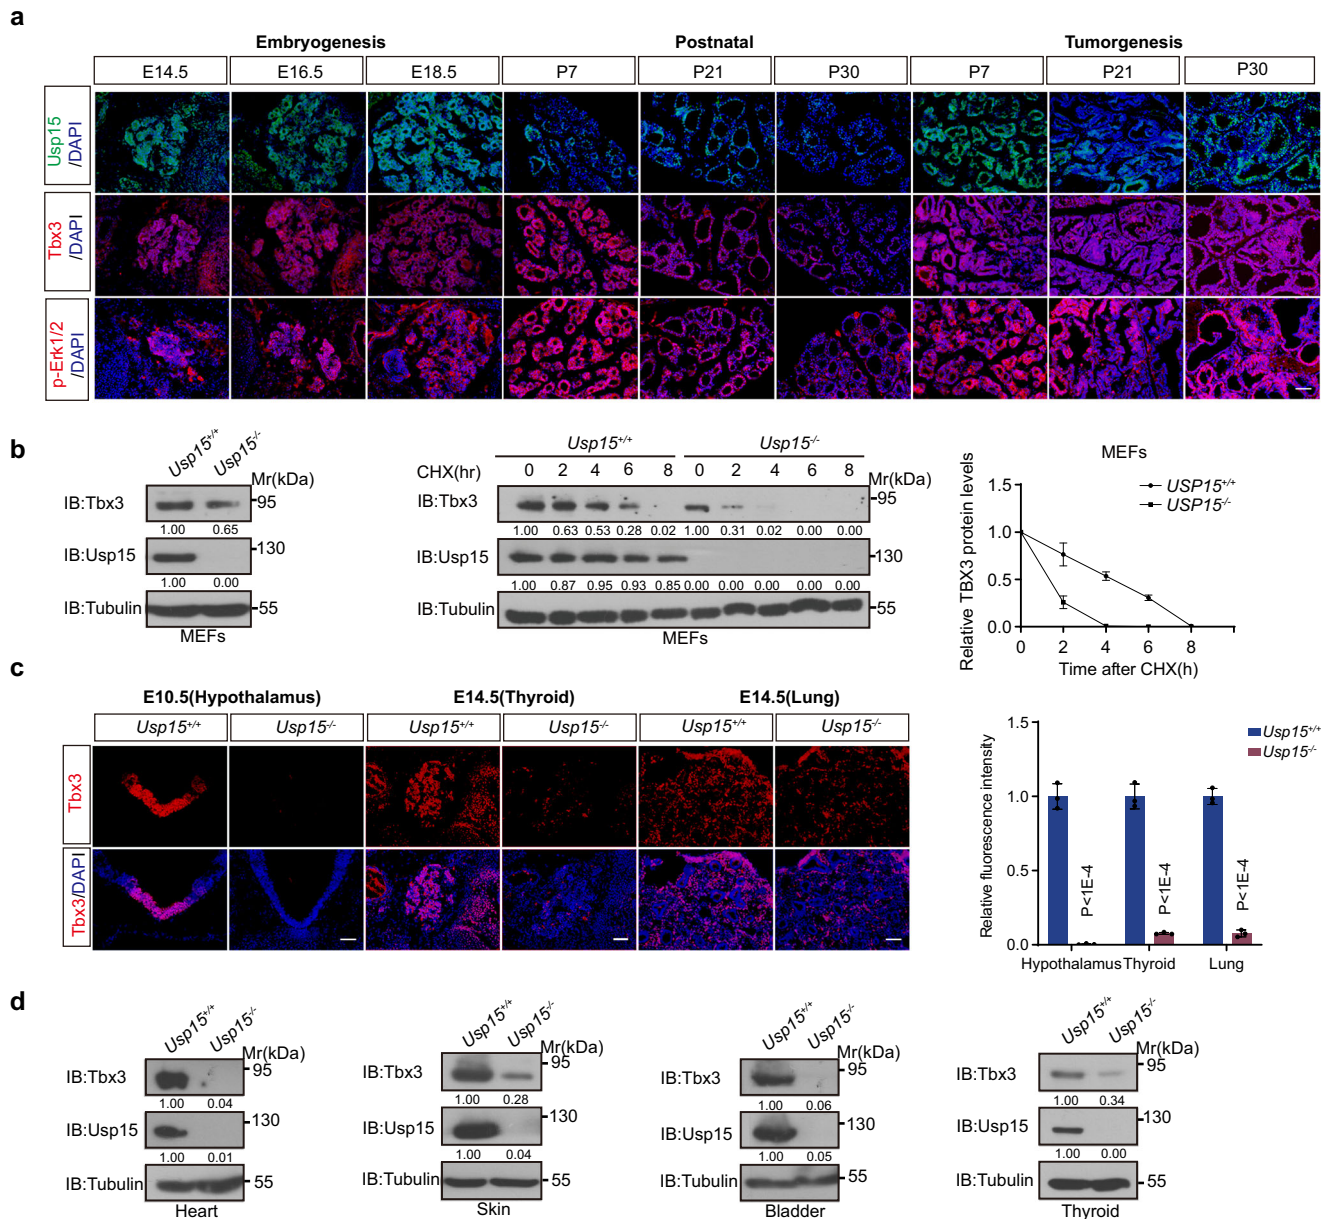 a
Embryogenesis Postnatal Tumorgenesis
E14.5 E16.5 E18.5 P7 P21 P30 P7 P21 P30
Usp15
/DAPI
Tbx3
/DAPI
p-Erk1/2
/DAPI
b
Usp15+/+ Usp15-/-
Mr(kDa)
IB:Tbx3 95
1.00 0.65
IB:Usp15 130
1.00 0.00
IB:Tubulin 55
MEFs
Usp15+/+ Usp15-/-
CHX(hr) 0 2 4 6 8 0 2 4 6 8 Mr(kDa)
IB:Tbx3 95
1.00 0.63 0.53 0.28 0.02 1.00 0.31 0.02 0.00 0.00
IB:Usp15 130
1.00 0.87 0.95 0.93 0.85 0.00 0.00 0.00 0.00 0.00
IB:Tubulin 55
MEFs
MEFs
USP15+/+
USP15-/-
Relative TBX3 protein levels
1.5
1.0
0.5
0.0
0 2 4 6 8
Time after CHX(h)
c
E10.5(Hypothalamus) E14.5(Thyroid) E14.5(Lung)
Usp15+/+ Usp15-/- Usp15+/+ Usp15-/- Usp15+/+ Usp15-/-
Tbx3
Tbx3/DAPI
Relative fluorescence intensity
1.5
1.0
0.5
0.0
Usp15+/+
Usp15-/-
P<1E-4 P<1E-4 P<1E-4
Hypothalamus Thyroid Lung
d
Usp15+/+ Usp15-/-
Mr(kDa)
IB:Tbx3 95
1.00 0.04
IB:Usp15 130
1.00 0.01
IB:Tubulin 55
Heart
Usp15+/+ Usp15-/-
Mr(kDa)
IB:Tbx3 95
1.00 0.28
IB:Usp15 130
1.00 0.04
IB:Tubulin 55
Skin
Usp15+/+ Usp15-/-
Mr(kDa)
IB:Tbx3 95
1.00 0.06
IB:Usp15 130
1.00 0.05
IB:Tubulin 55
Bladder
Usp15+/+ Usp15-/-
Mr(kDa)
IB:Tbx3 95
1.00 0.34
IB:Usp15 130
1.00 0.00
IB:Tubulin 55
Thyroid